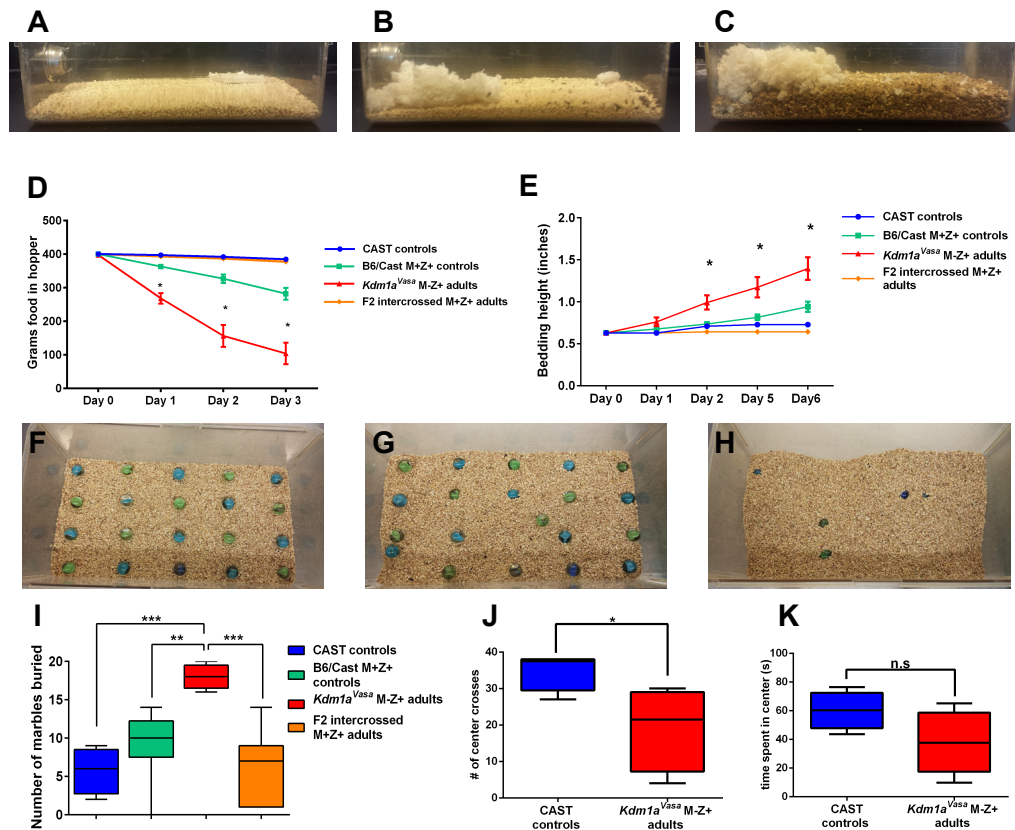 A
B
C
D
Grams food in hopper
500
400
300
200
100
0
Day 0
Day 1
Day 2
Day 3
*
*
*
CAST controls
B6/Cast M+Z+ controls
Kdm1aVasa M-Z+ adults
F2 intercrossed M+Z+ adults
E
Bedding height (inches)
2.0
1.5
1.0
0.5
0.0
Day 0
Day 1
Day 2
Day 5
Day6
*
*
*
CAST controls
B6/Cast M+Z+ controls
Kdm1aVasa M-Z+ adults
F2 intercrossed M+Z+
adults
F
G
H
I
Number of marbles buried
20
15
10
5
0
***
**
***
CAST controls
B6/Cast M+Z+
controls
Kdm1aVasa M-Z+ adults
F2 intercrossed
M+Z+ adults
J
# of center crosses
40
30
20
10
0
*
CAST
controls
Kdm1aVasa M-Z+
adults
K
time spent in center (s)
100
80
60
40
20
0
n.s
CAST
controls
Kdm1aVasa M-Z+
adults